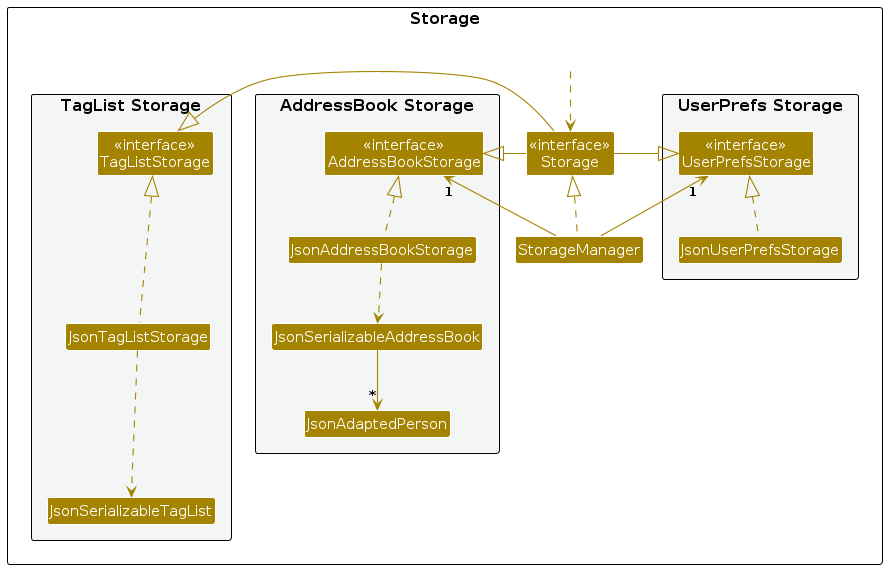 Storage
TagList Storage
AddressBook Storage
UserPrefs Storage
«interface»
TagListStorage
«interface»
AddressBookStorage
«interface»
Storage
«interface»
UserPrefsStorage
1
1
JsonAddressBookStorage
StorageManager
JsonUserPrefsStorage
JsonTagListStorage
JsonSerializableAddressBook
*
JsonAdaptedPerson
JsonSerializableTagList